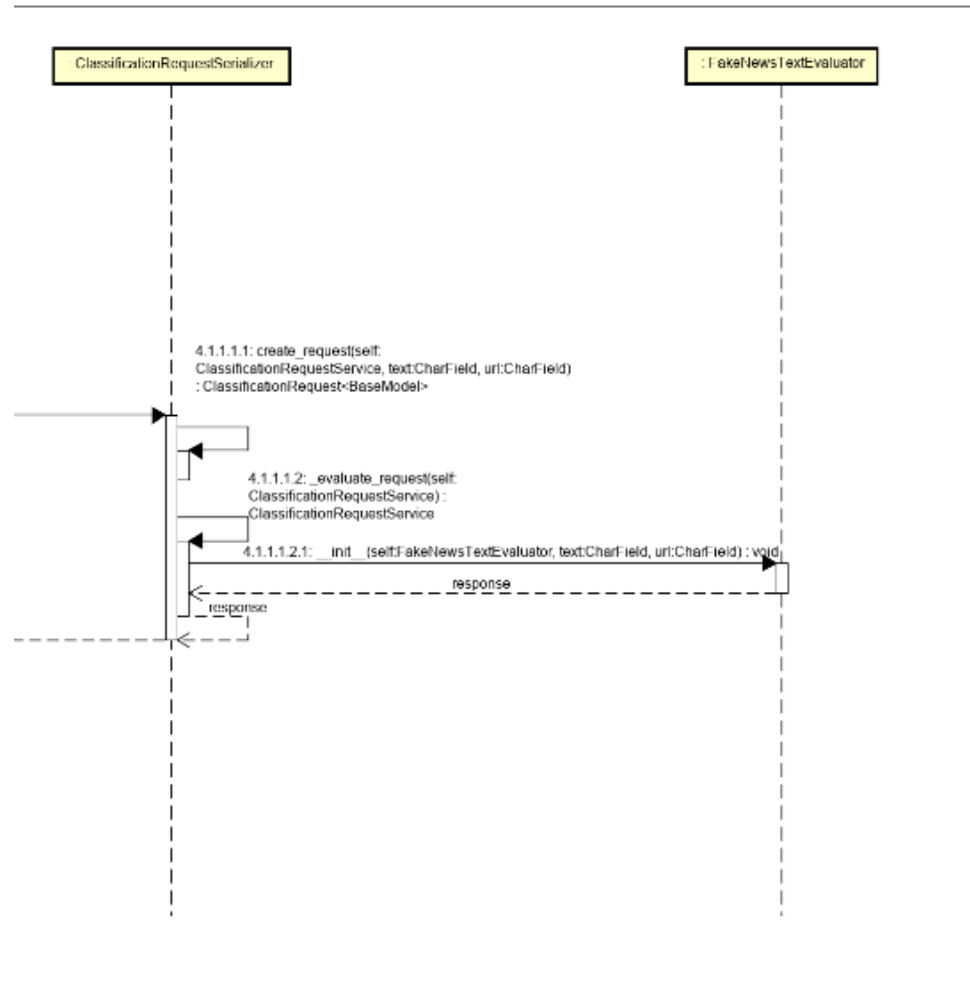 ClassificationRequestSerializer
: FakeNewsTextEvaluator
4.1.1.1.1: create_request(self:
ClassificationRequestService, text:CharField, url:CharField)
: ClassificationRequest<BaseModel>
4.1.1.1.2: _evaluate_request(self:
ClassificationRequestService) :
ClassificationRequestService
4.1.1.1.2.1: __init__(self:FakeNewsTextEvaluator, text:CharField, url:CharField) : void
response
response